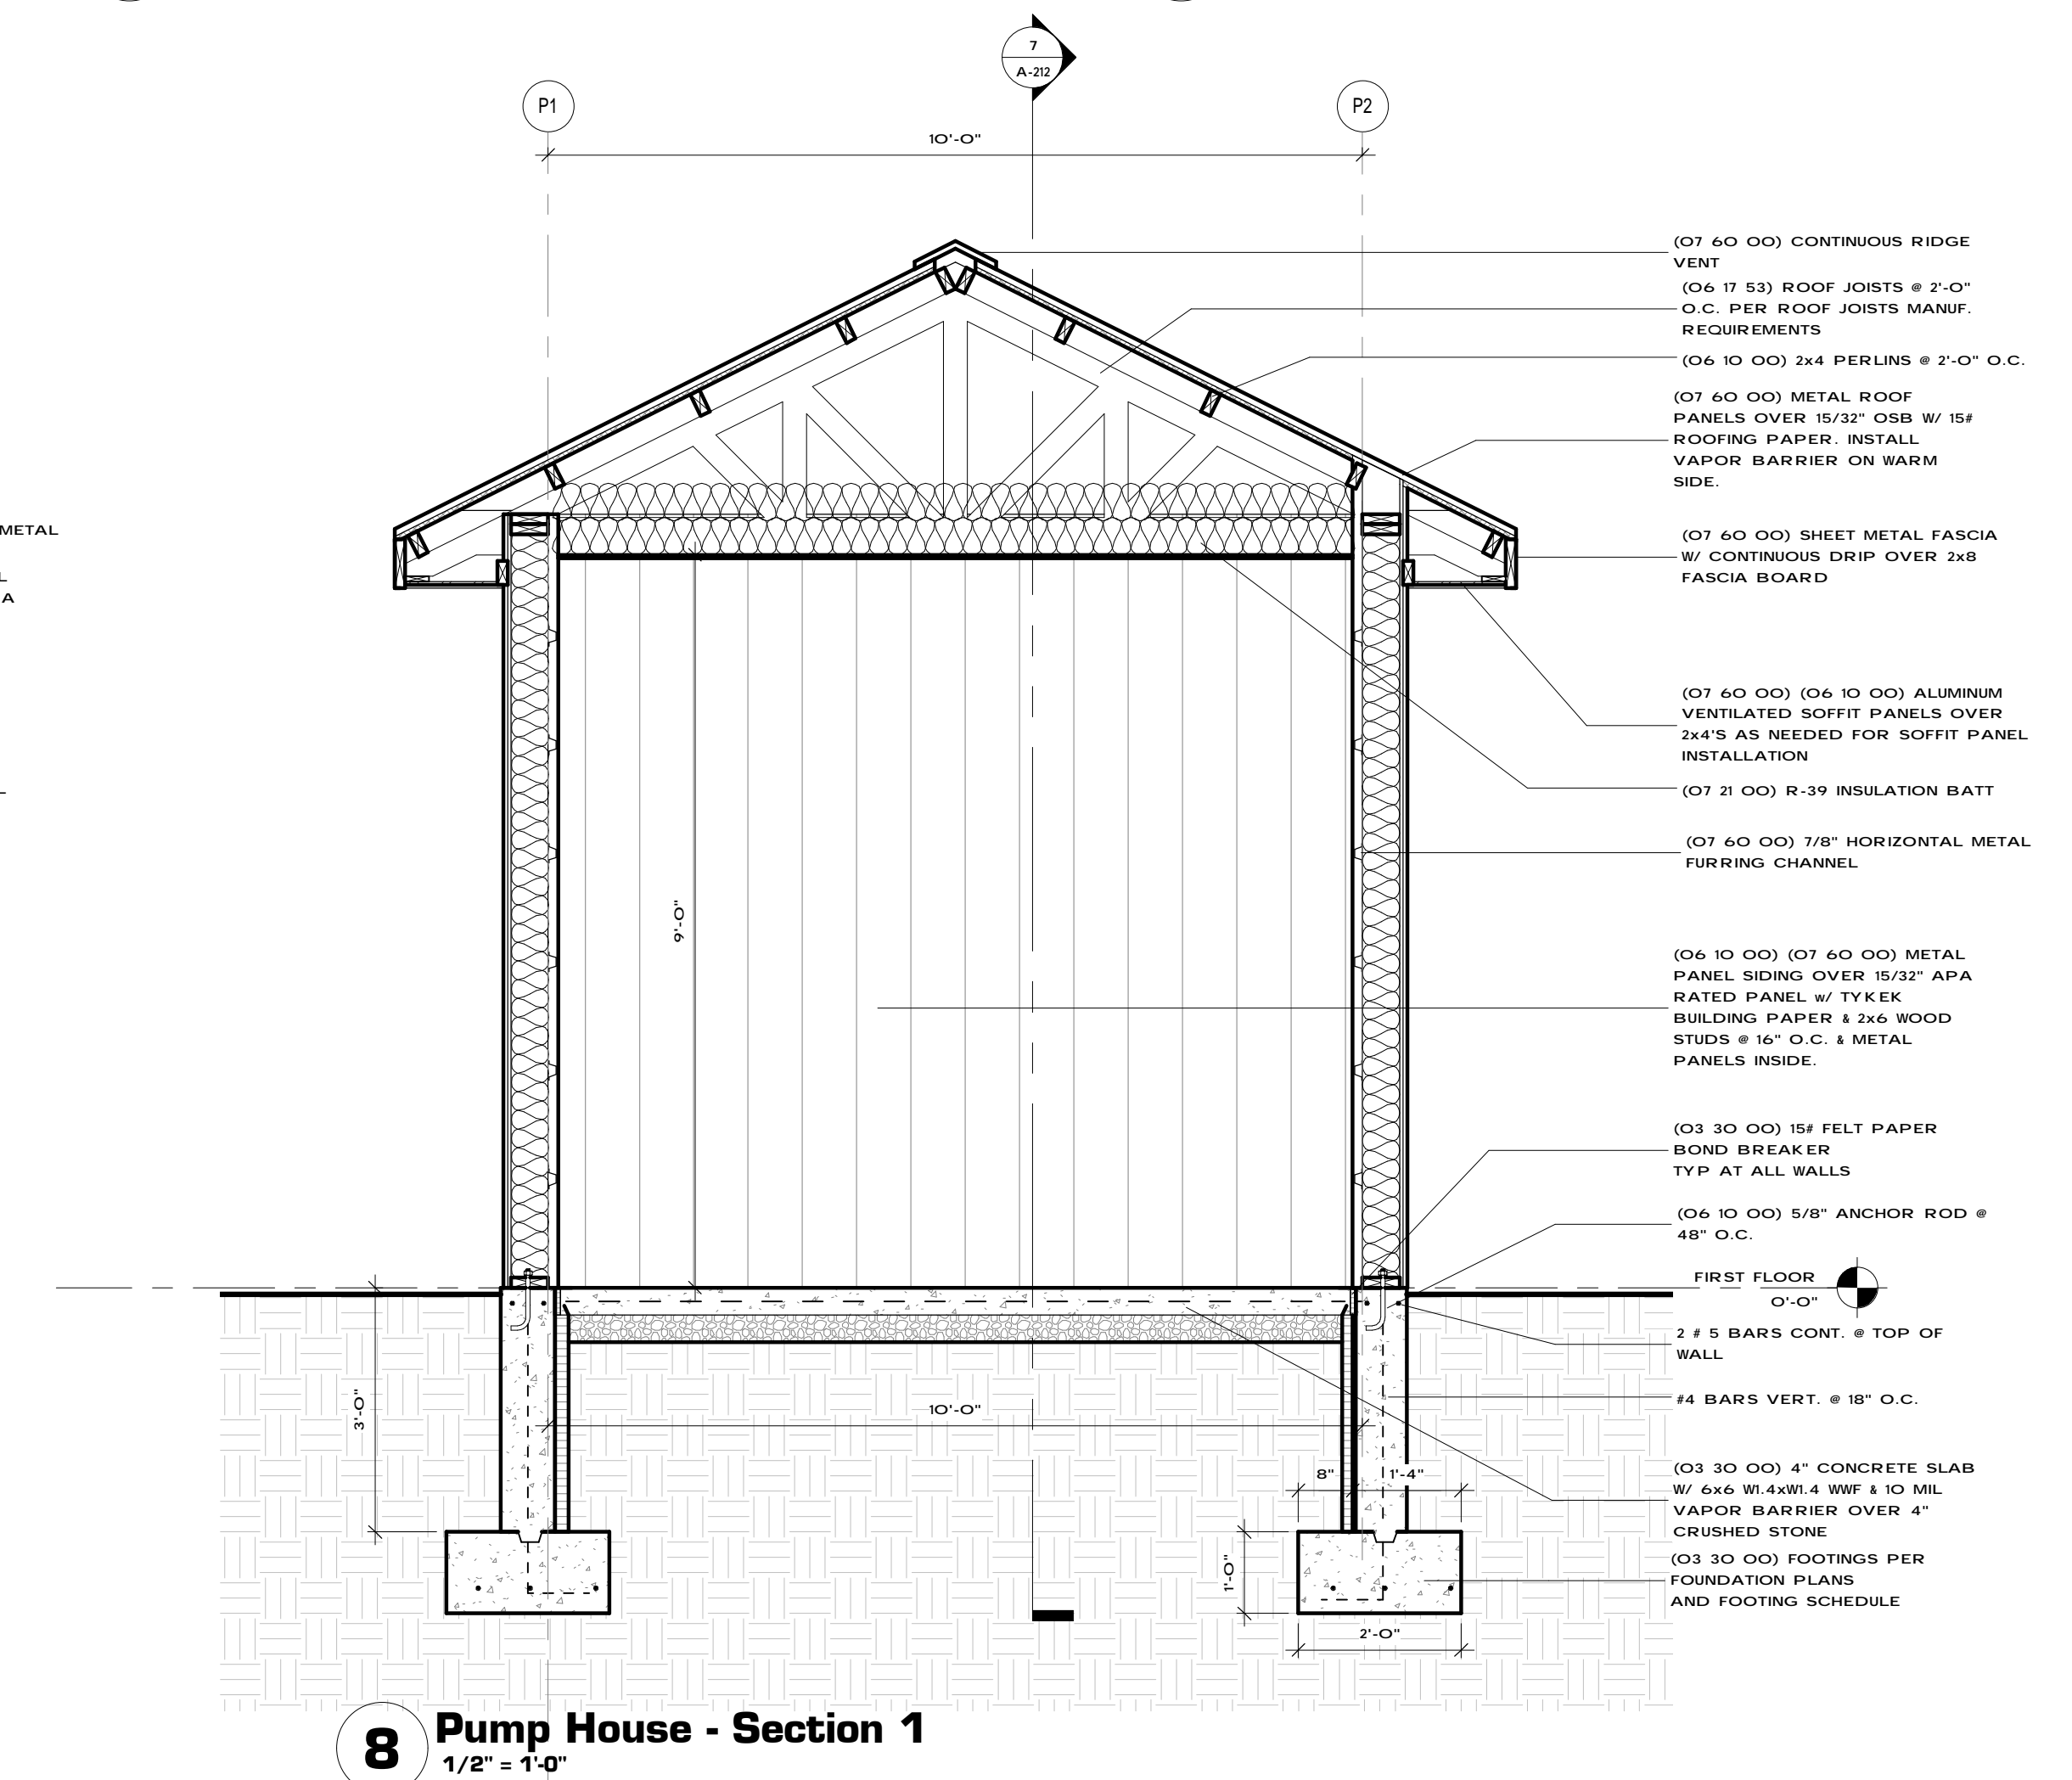 7
A-212
P1
P2
10'-0"
(07 60 00) CONTINUOUS RIDGE
VENT
(06 17 53) ROOF JOISTS @ 2'-0"
O.C. PER ROOF JOISTS MANUF.
REQUIREMENTS
(06 10 00) 2x4 PERLINS @ 2'-0" O.C.
(07 60 00) METAL ROOF
PANELS OVER 15/32" OSB W/ 15#
ROOFING PAPER. INSTALL
VAPOR BARRIER ON WARM
SIDE.
METAL
L
A
(07 60 00) SHEET METAL FASCIA
W/ CONTINUOUS DRIP OVER 2x8
FASCIA BOARD
(07 60 00) (06 10 00) ALUMINUM
VENTILATED SOFFIT PANELS OVER
2x4'S AS NEEDED FOR SOFFIT PANEL
INSTALLATION
(07 21 00) R-39 INSULATION BATT
(07 60 00) 7/8" HORIZONTAL METAL
FURRING CHANNEL
9'-0"
(06 10 00) (07 60 00) METAL
PANEL SIDING OVER 15/32" APA
RATED PANEL w/ TYKEK
BUILDING PAPER & 2x6 WOOD
STUDS @ 16" O.C. & METAL
PANELS INSIDE.
(03 30 00) 15# FELT PAPER
BOND BREAKER
TYP AT ALL WALLS
(06 10 00) 5/8" ANCHOR ROD @
48" O.C.
FIRST FLOOR
0'-0"
2 # 5 BARS CONT. @ TOP OF
WALL
3'-0"
10'-0"
#4 BARS VERT. @ 18" O.C.
8"
1'-4"
(03 30 00) 4" CONCRETE SLAB
W/ 6x6 W1.4xW1.4 WWF & 10 MIL
VAPOR BARRIER OVER 4"
CRUSHED STONE
1'-0"
(03 30 00) FOOTINGS PER
FOUNDATION PLANS
AND FOOTING SCHEDULE
2'-0"
8
Pump House - Section 1
1/2" = 1'-0"